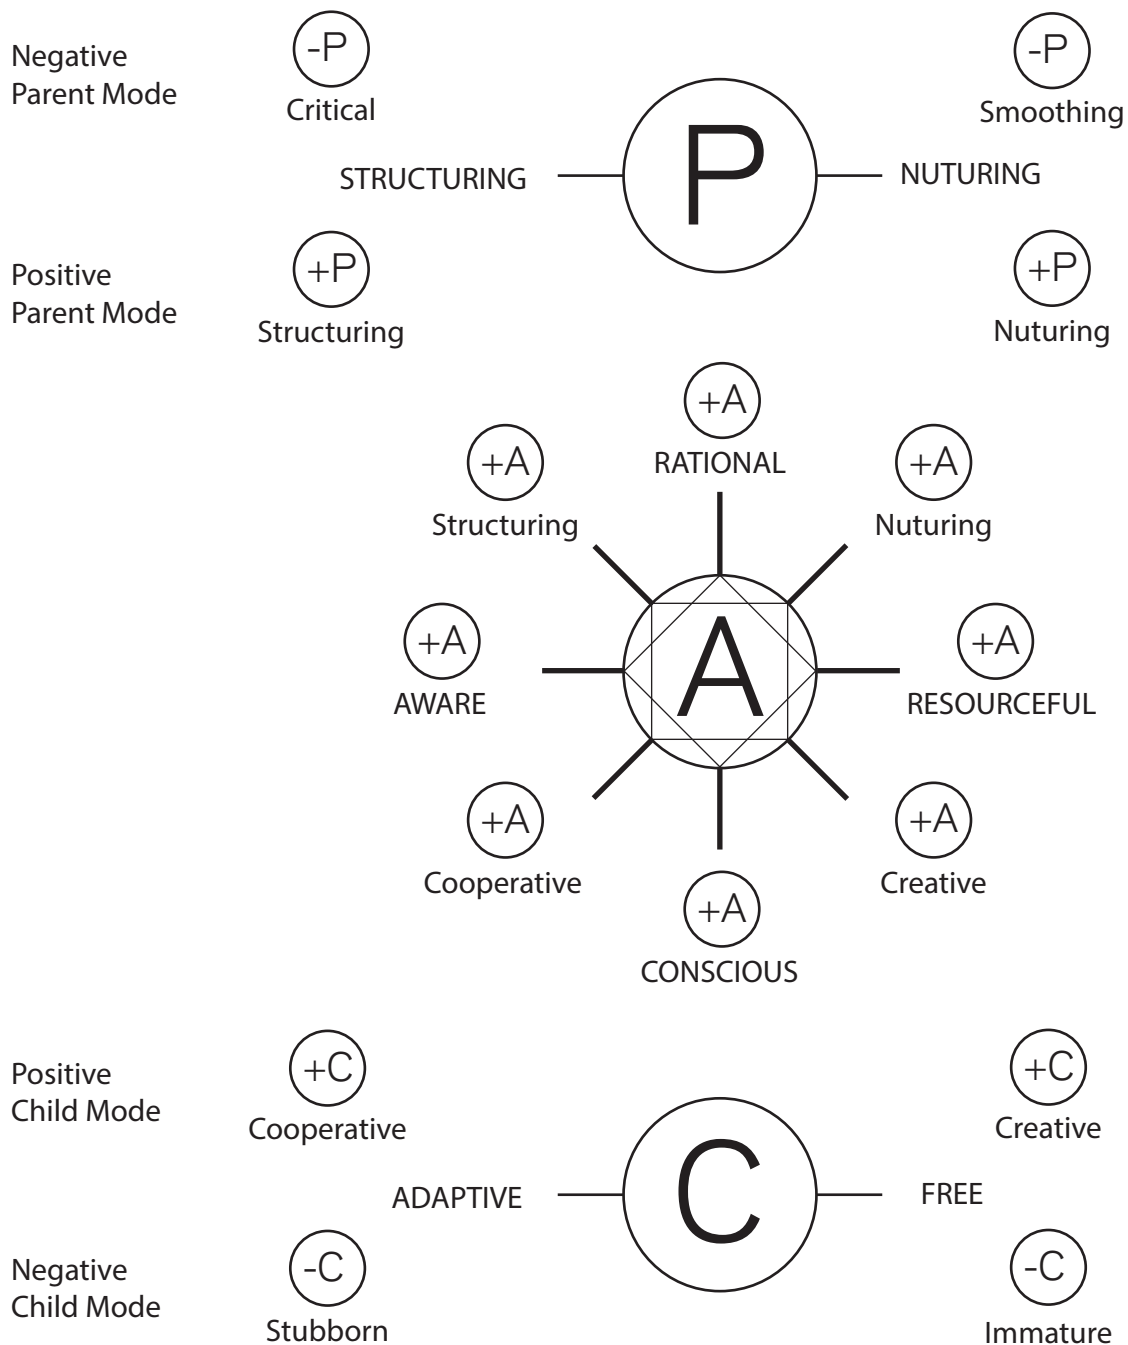 Negative
Parent Mode
-P
Critical
-P
Smoothing
STRUCTURING
P
NUTURING
Positive
Parent Mode
+P
Structuring
+P
Nuturing
+A
RATIONAL
+A
Structuring
+A
Nuturing
+A
AWARE
A
+A
RESOURCEFUL
+A
Cooperative
+A
Creative
+A
CONSCIOUS
Positive
Child Mode
+C
Cooperative
+C
Creative
ADAPTIVE
C
FREE
Negative
Child Mode
-C
Stubborn
-C
Immature